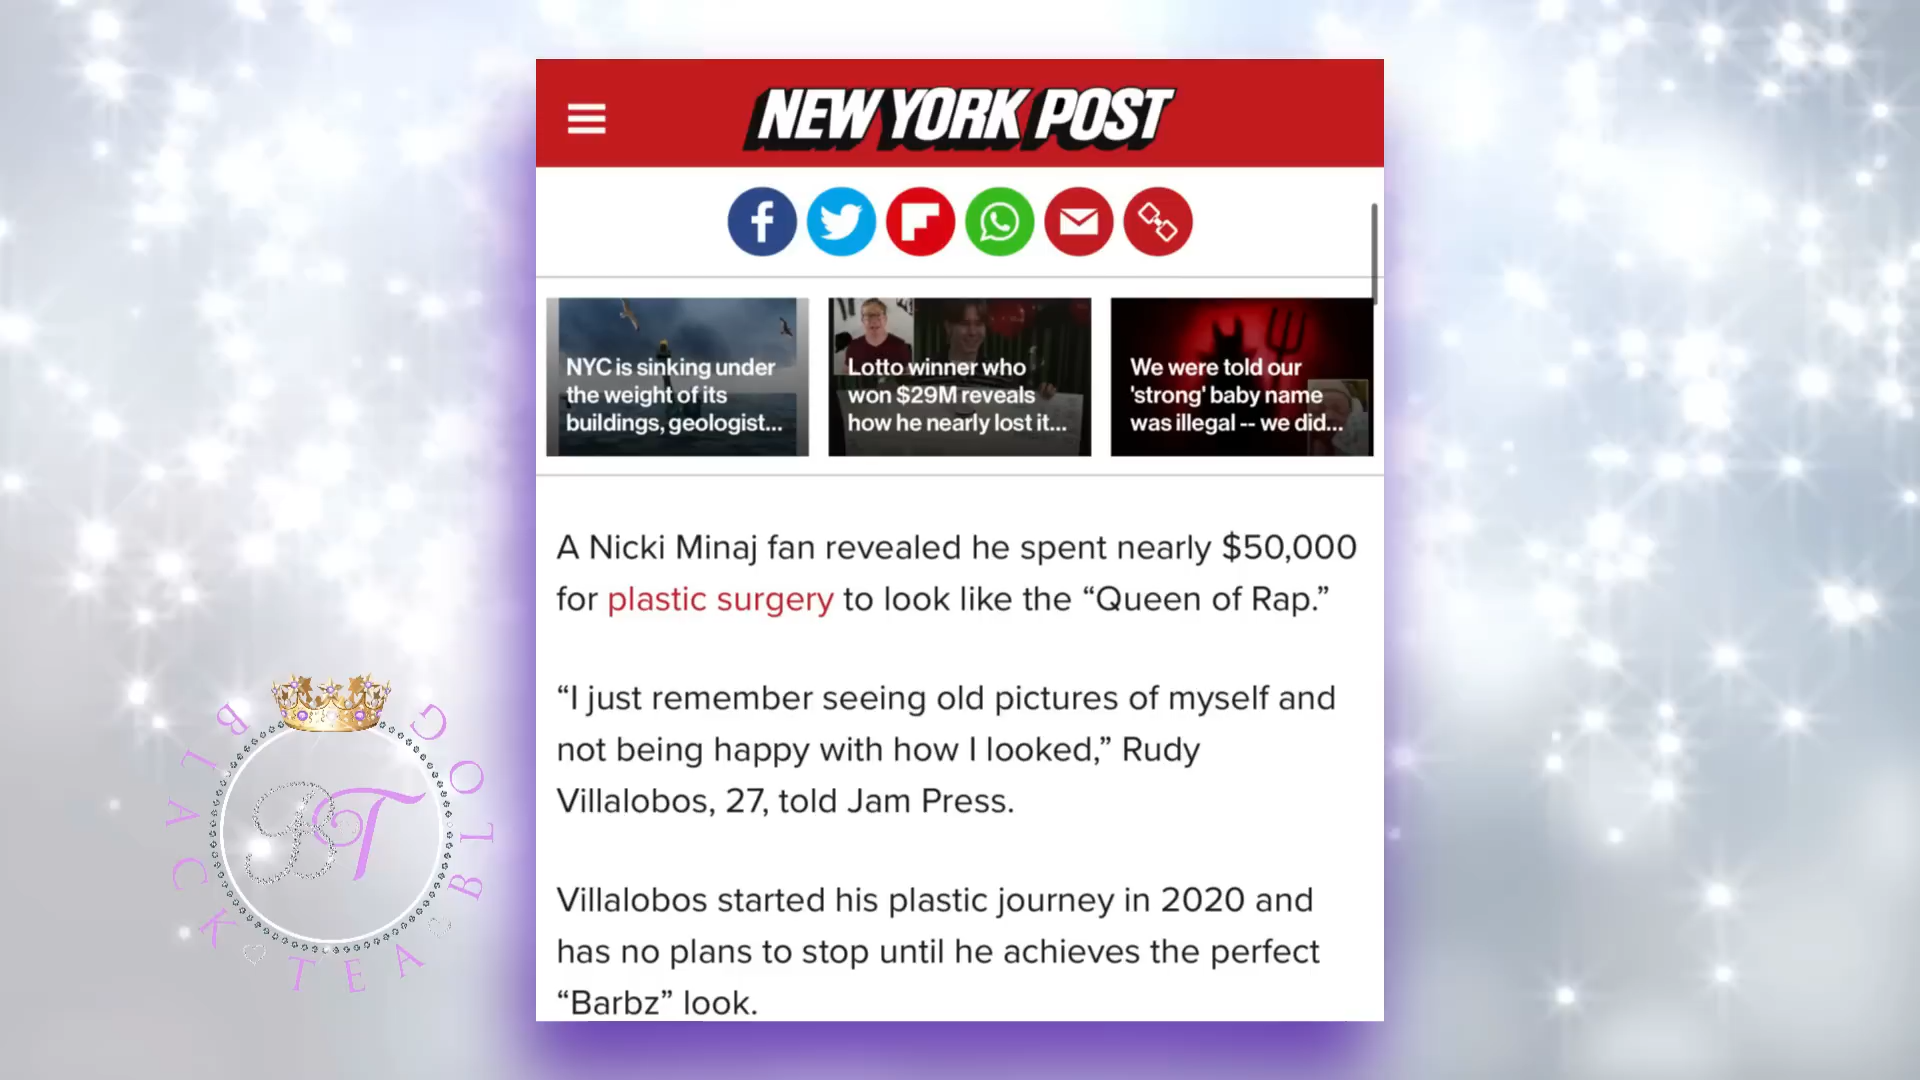 NEW YORK POST
NYC is sinking under
the weight of its
buildings, geologist...
Lotto winner who
won $29M reveals
how he nearly lost it...
We were told our
'strong' baby name
was illegal -- we did...
A Nicki Minaj fan revealed he spent nearly $50,000
for plastic surgery to look like the “Queen of Rap.”
“I just remember seeing old pictures of myself and
not being happy with how I looked,” Rudy
Villalobos, 27, told Jam Press.
Villalobos started his plastic journey in 2020 and
has no plans to stop until he achieves the perfect
“Barbz” look.
BLACK TEA BLOG
BT